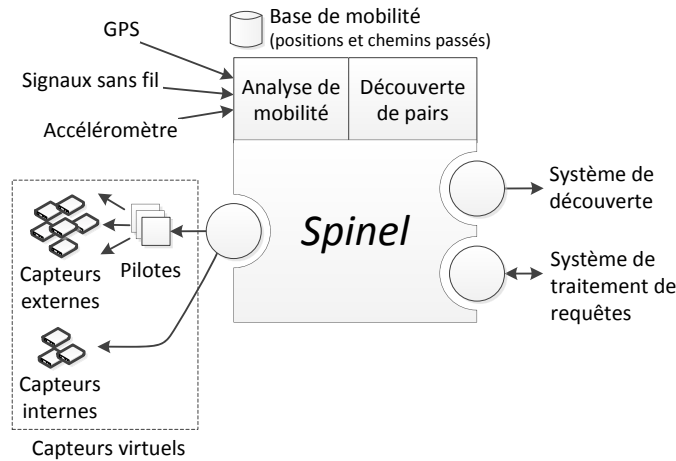 GPS
Signaux sans fil
Accéléromètre
Base de mobilité
(positions et chemins passés)
Analyse de
mobilité
Découverte
de pairs
Spinel
Système de
découverte
Système de
traitement de
requêtes
Pilotes
Capteurs
externes
Capteurs
internes
Capteurs virtuels